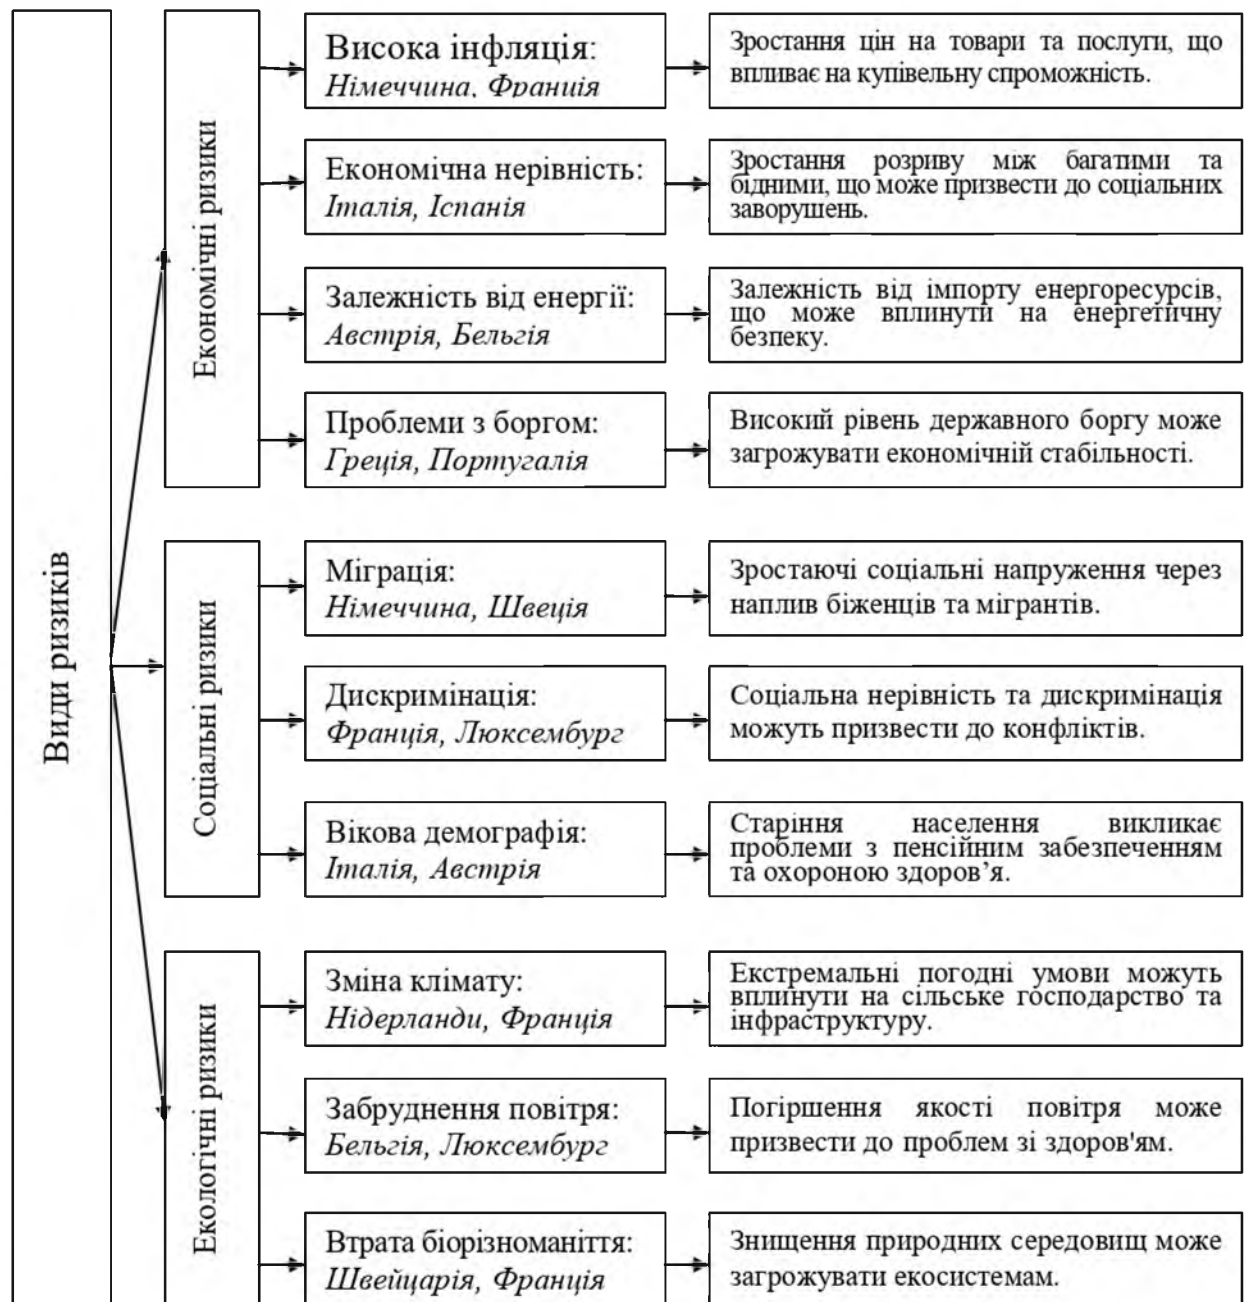 Види ризиків
Економічні ризики
Висока інфляція:
Німеччина, Франція
Зростання цін на товари та послуги, що
впливає на купівельну спроможність.
Економічна нерівність:
Італія, Іспанія
Зростання розриву між багатими та
бідними, що може призвести до соціальних
заворушень.
Залежність від енергії:
Австрія, Бельгія
Залежність від імпорту енергоресурсів,
що може вплинути на енергетичну
безпеку.
Проблеми з боргом:
Греція, Португалія
Високий рівень державного боргу може
загрожувати економічній стабільності.
Соціальні ризики
Міграція:
Німеччина, Швеція
Зростаючі соціальні напруження через
наплив біженців та мігрантів.
Дискримінація:
Франція, Люксембург
Соціальна нерівність та дискримінація
можуть призвести до конфліктів.
Вікова демографія:
Італія, Австрія
Старіння населення викликає
проблеми з пенсійним забезпеченням
та охороною здоров’я.
Екологічні ризики
Зміна клімату:
Нідерланди, Франція
Екстремальні погодні умови можуть
вплинути на сільське господарство та
інфраструктуру.
Забруднення повітря:
Бельгія, Люксембург
Погіршення якості повітря може
призвести до проблем зі здоров'ям.
Втрата біорізноманіття:
Швейцарія, Франція
Знищення природних середовищ може
загрожувати екосистемам.